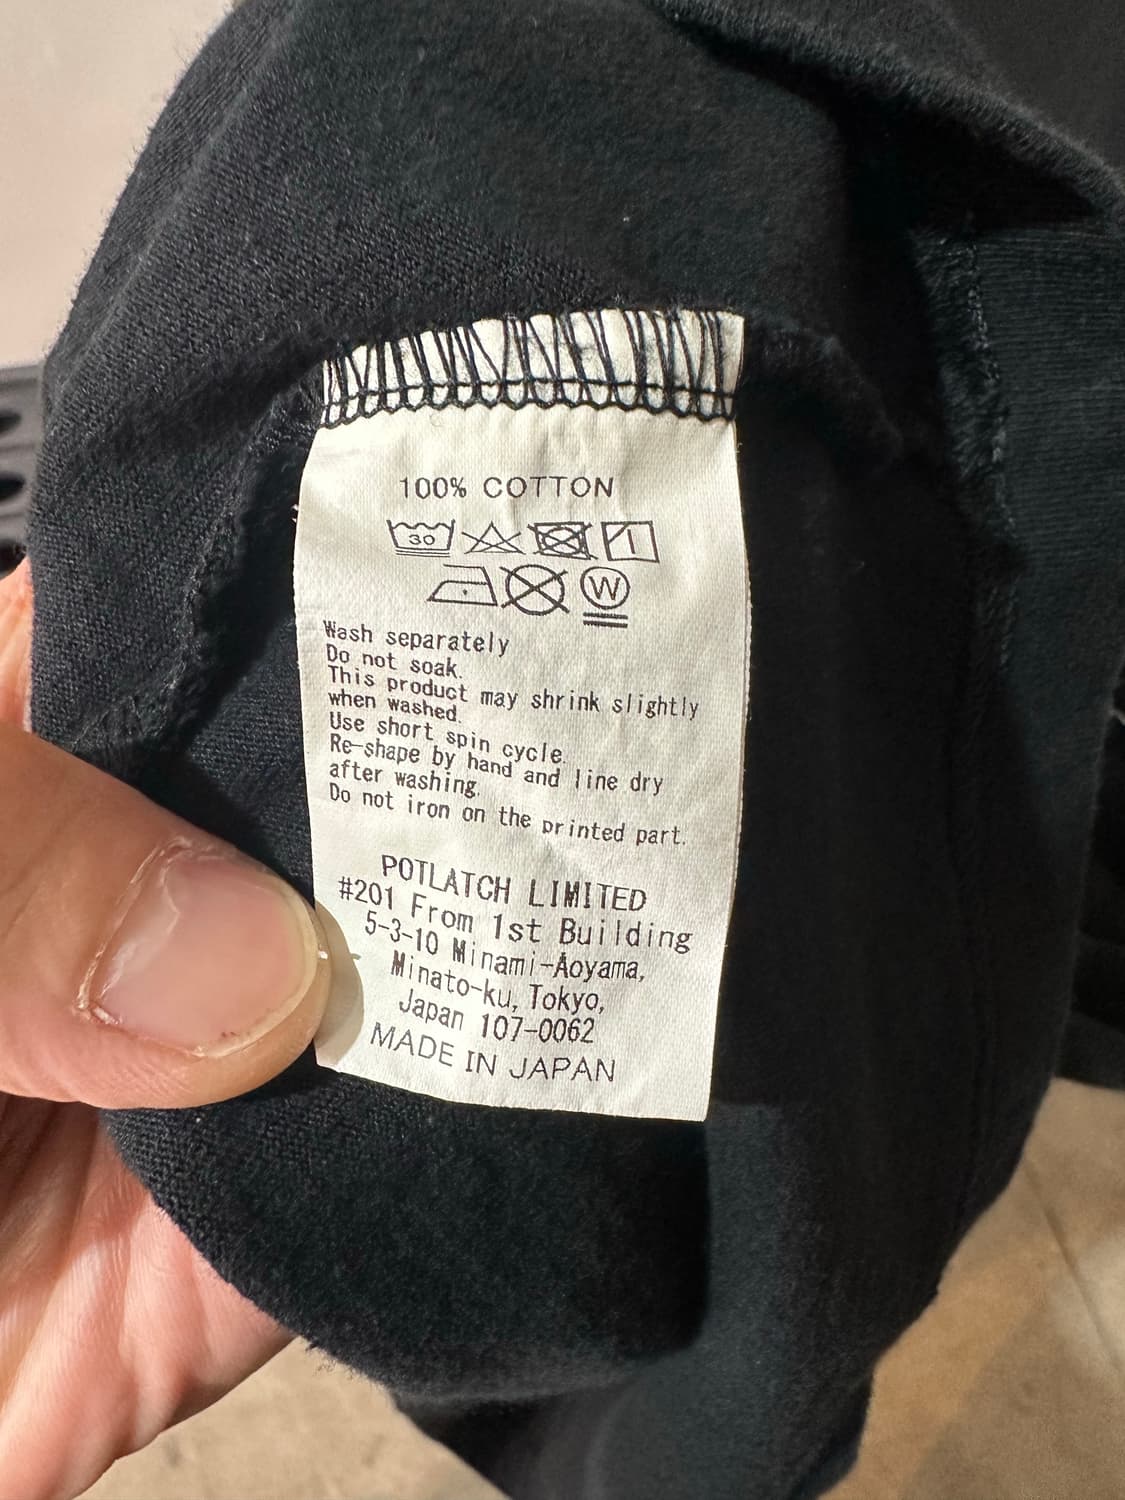 100% COTTON
30
W
Wash separately
Do not soak.
This product may shrink slightly
when washed.
Use short spin cycle.
Re-shape by hand and line dry
after washing.
Do not iron on the printed part.
POTLATCH LIMITED
#201 From 1st Building
5-3-10 Minami-Aoyama,
Minato-ku, Tokyo,
Japan 107-0062
MADE IN JAPAN